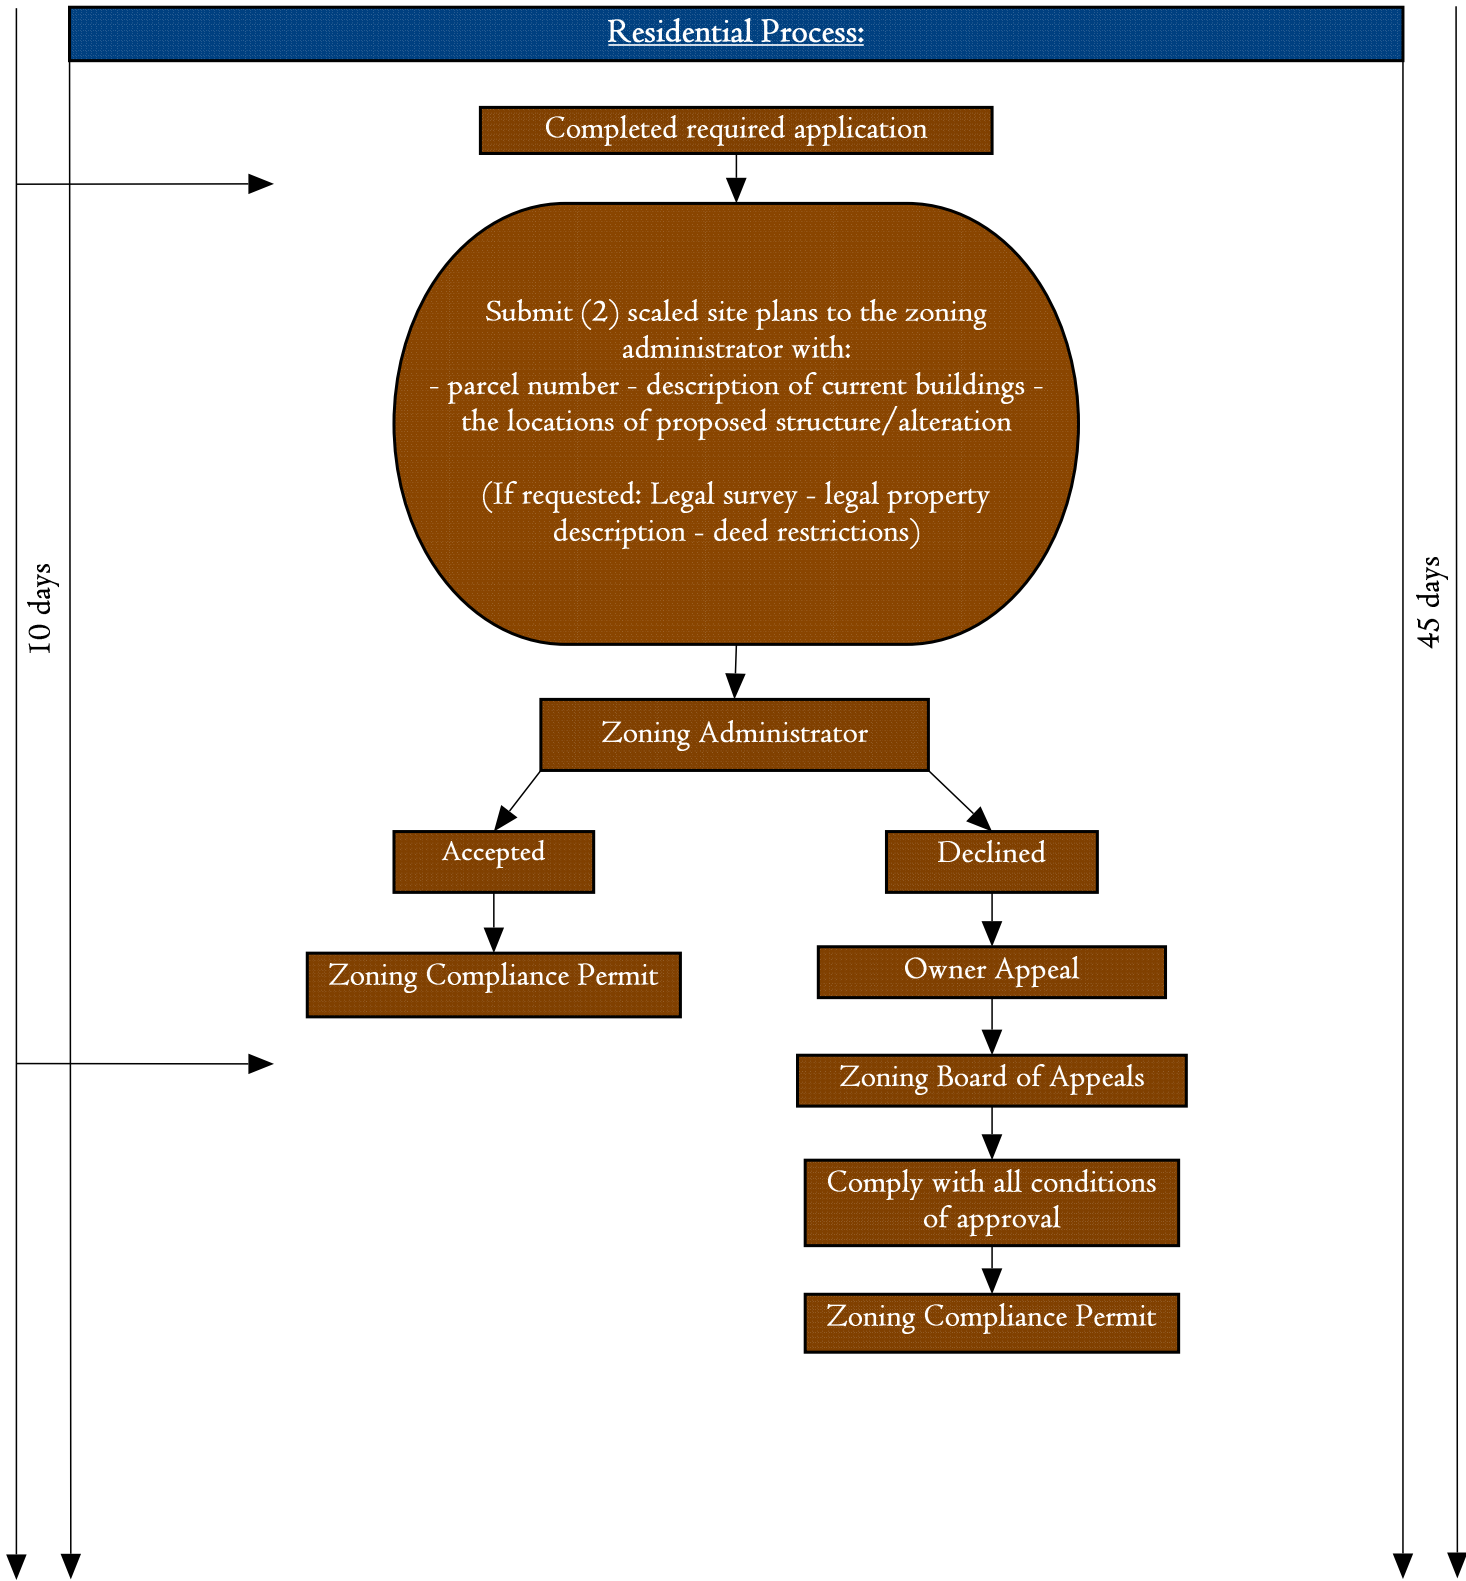 Residential Process:
Completed required application
Submit (2) scaled site plans to the zoning
administrator with:
- parcel number - description of current buildings -
the locations of proposed structure/alteration
(If requested: Legal survey - legal property
description - deed restrictions)
10 days
45 days
Zoning Administrator
Accepted
Declined
Zoning Compliance Permit
Owner Appeal
Zoning Board of Appeals
Comply with all conditions
of approval
Zoning Compliance Permit